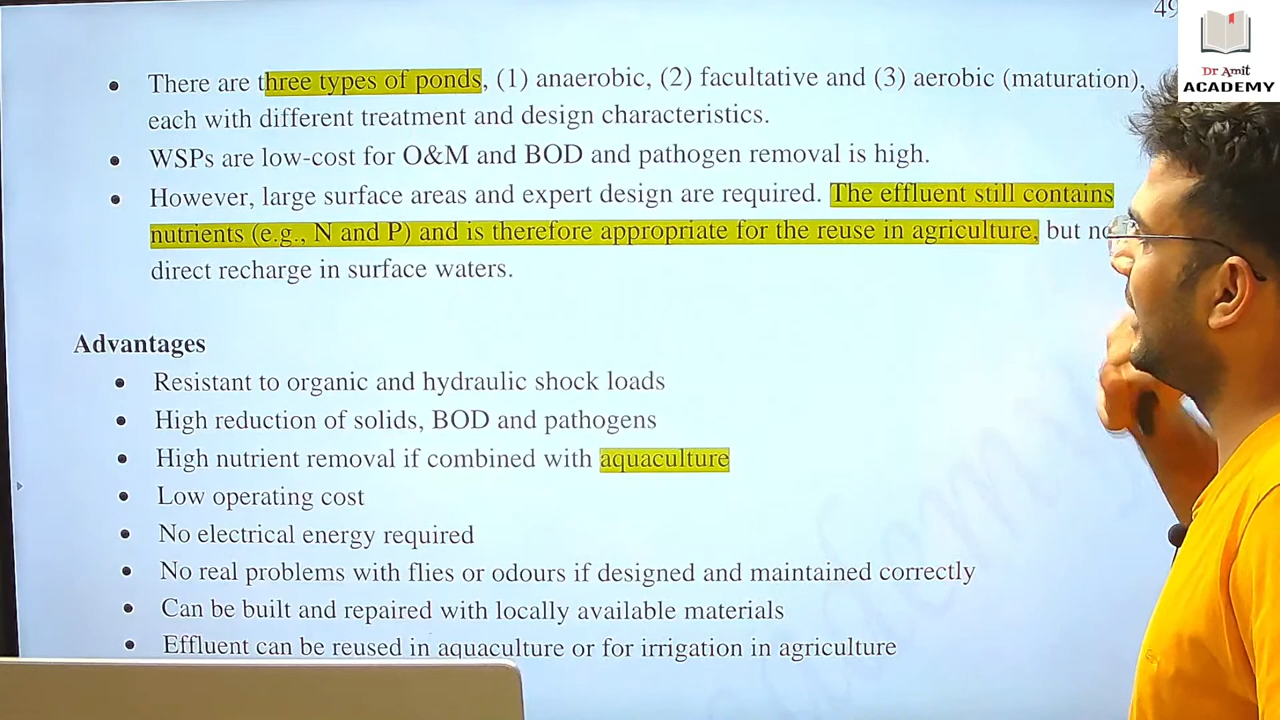 49
Dr Amit
ACADEMY
• There are three types of ponds, (1) anaerobic, (2) facultative and (3) aerobic (maturation),
each with different treatment and design characteristics.
• WSPs are low-cost for O&M and BOD and pathogen removal is high.
• However, large surface areas and expert design are required. The effluent still contains
nutrients (e.g., N and P) and is therefore appropriate for the reuse in agriculture, but
direct recharge in surface waters.
Advantages
• Resistant to organic and hydraulic shock loads
• High reduction of solids, BOD and pathogens
• High nutrient removal if combined with aquaculture
• Low operating cost
• No electrical energy required
• No real problems with flies or odours if designed and maintained correctly
• Can be built and repaired with locally available materials
• Effluent can be reused in aquaculture or for irrigation in agriculture